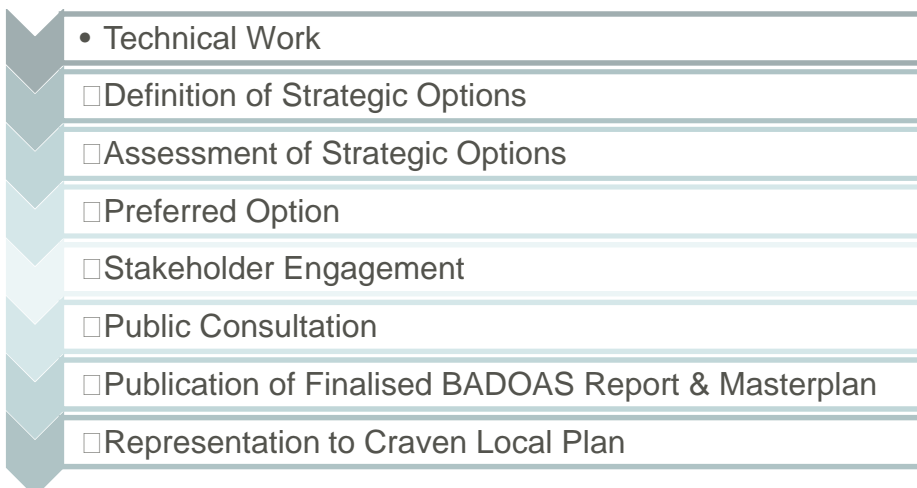 • Technical Work
□Definition of Strategic Options
□Assessment of Strategic Options
□Preferred Option
□Stakeholder Engagement
□Public Consultation
□Publication of Finalised BADOAS Report & Masterplan
□Representation to Craven Local Plan